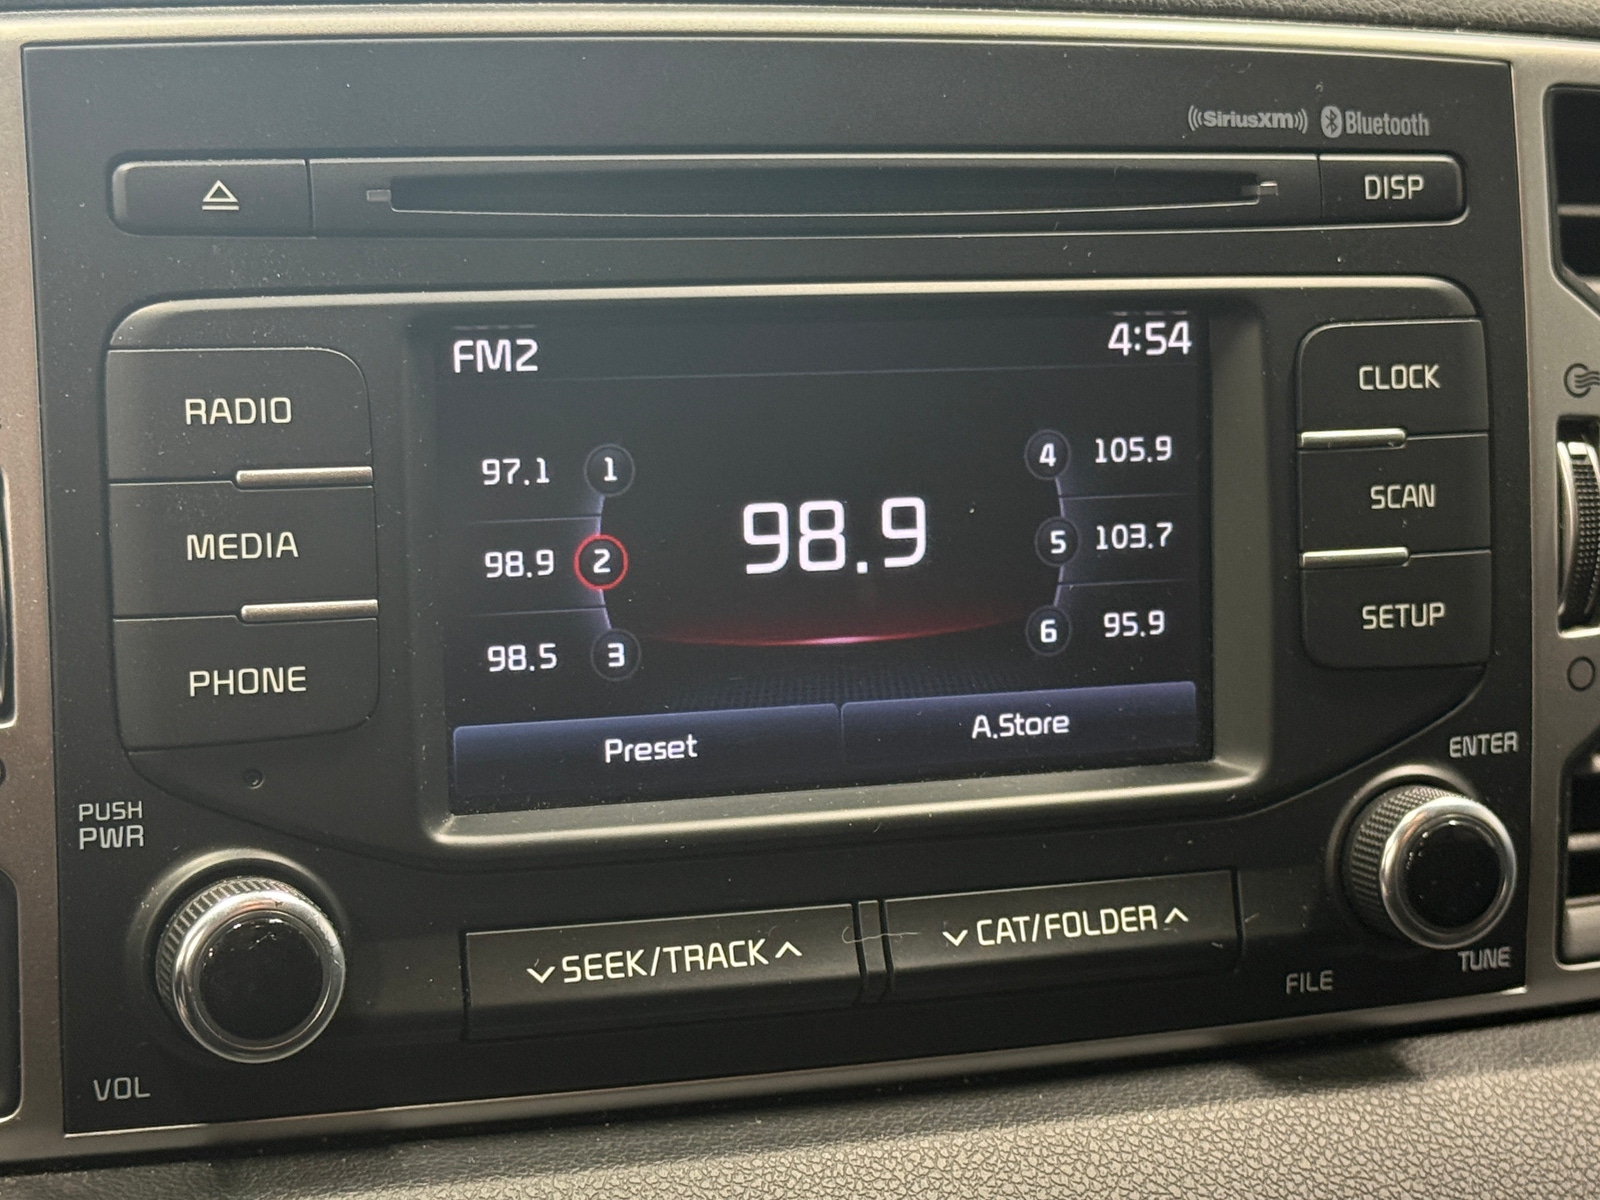 SiriusXM Bluetooth
DISP
FM2 4:54
RADIO
MEDIA
PHONE
97.1 1
98.9 2
98.5 3
98.9
4 105.9
5 103.7
6 95.9
Preset A.Store
CLOCK
SCAN
SETUP
PUSH
PWR
VOL
SEEK/TRACK
CAT/FOLDER
ENTER
FILE
TUNE